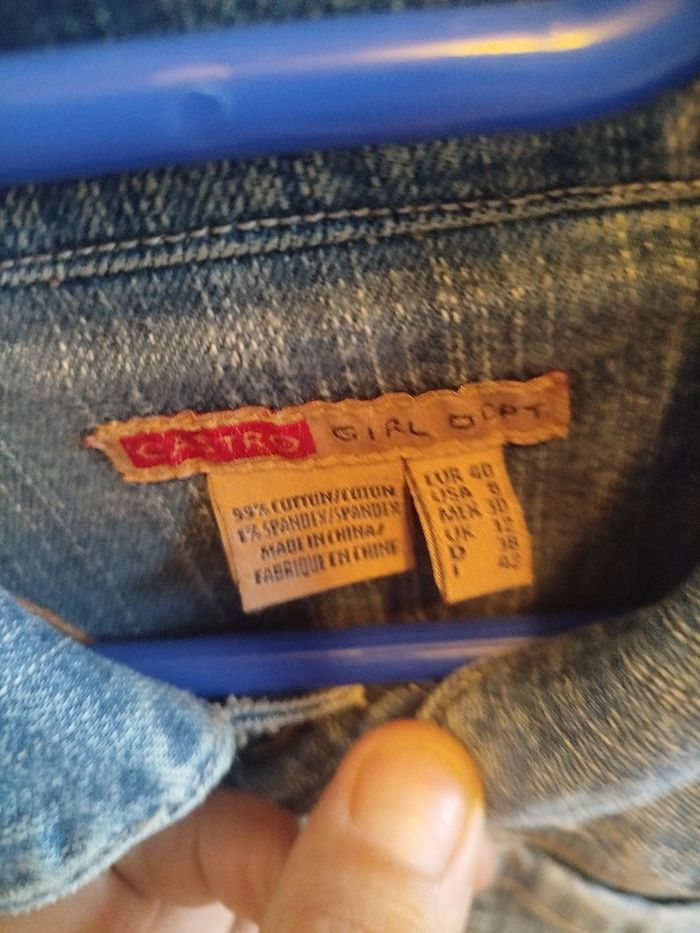 CASTRO GIRL DEPT
99% COTTON/COTON
1% SPANDEX/SPANDEX
MADE IN CHINA/
FABRIQUE EN CHINE
EUR 40
USA 8
MEX 30
UK 12
D 38
I